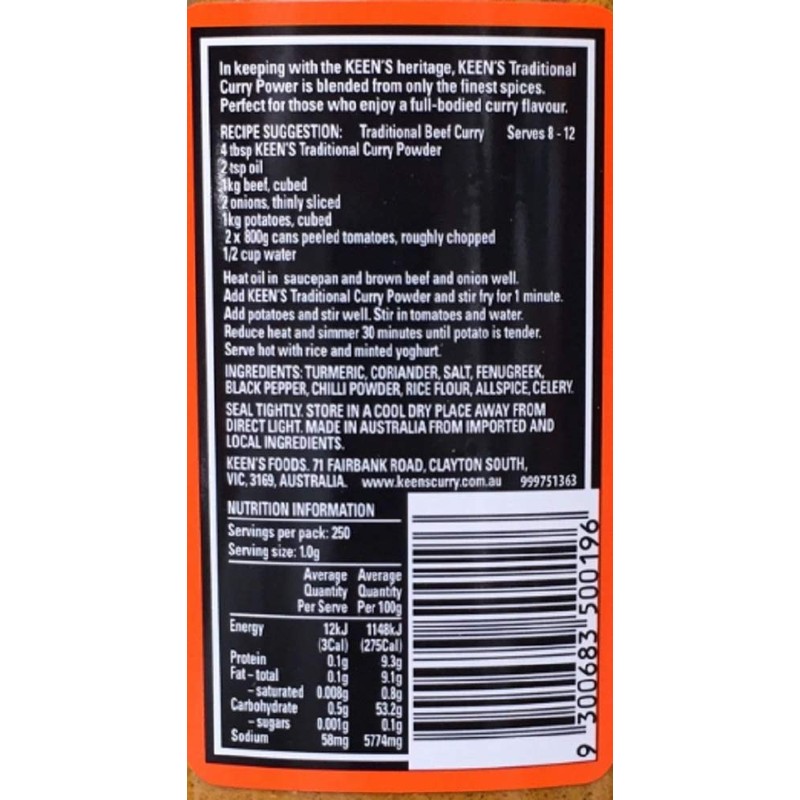 In keeping with the KEEN'S heritage, KEEN'S Traditional
Curry Power is blended from only the finest spices.
Perfect for those who enjoy a full-bodied curry flavour.
RECIPE SUGGESTION: Traditional Beef Curry Serves 8 - 12
4 tbsp KEEN'S Traditional Curry Powder
2 tsp oil
1kg beef, cubed
2 onions, thinly sliced
1kg potatoes, cubed
2 x 800g cans peeled tomatoes, roughly chopped
1/2 cup water
Heat oil in saucepan and brown beef and onion well.
Add KEEN'S Traditional Curry Powder and stir fry for 1 minute.
Add potatoes and stir well. Stir in tomatoes and water.
Reduce heat and simmer 30 minutes until potato is tender.
Serve hot with rice and minted yoghurt.
INGREDIENTS: TURMERIC, CORIANDER, SALT, FENUGREEK,
BLACK PEPPER, CHILLI POWDER, RICE FLOUR, ALLSPICE, CELERY.
SEAL TIGHTLY. STORE IN A COOL DRY PLACE AWAY FROM
DIRECT LIGHT. MADE IN AUSTRALIA FROM IMPORTED AND
LOCAL INGREDIENTS.
KEEN'S FOODS. 71 FAIRBANK ROAD, CLAYTON SOUTH,
VIC, 3169, AUSTRALIA. www.keenscurry.com.au 999751363
NUTRITION INFORMATION
Servings per pack: 250
Serving size: 1.0g
Average Average
Quantity Quantity
Per Serve Per 100g
Energy 12kJ 1148kJ
(3Cal) (275Cal)
Protein 0.1g 9.3g
Fat - total 0.1g 9.1g
- saturated 0.008g 0.8g
Carbohydrate 0.5g 53.2g
- sugars 0.001g 0.1g
Sodium 58mg 5774mg
9 300683 500196